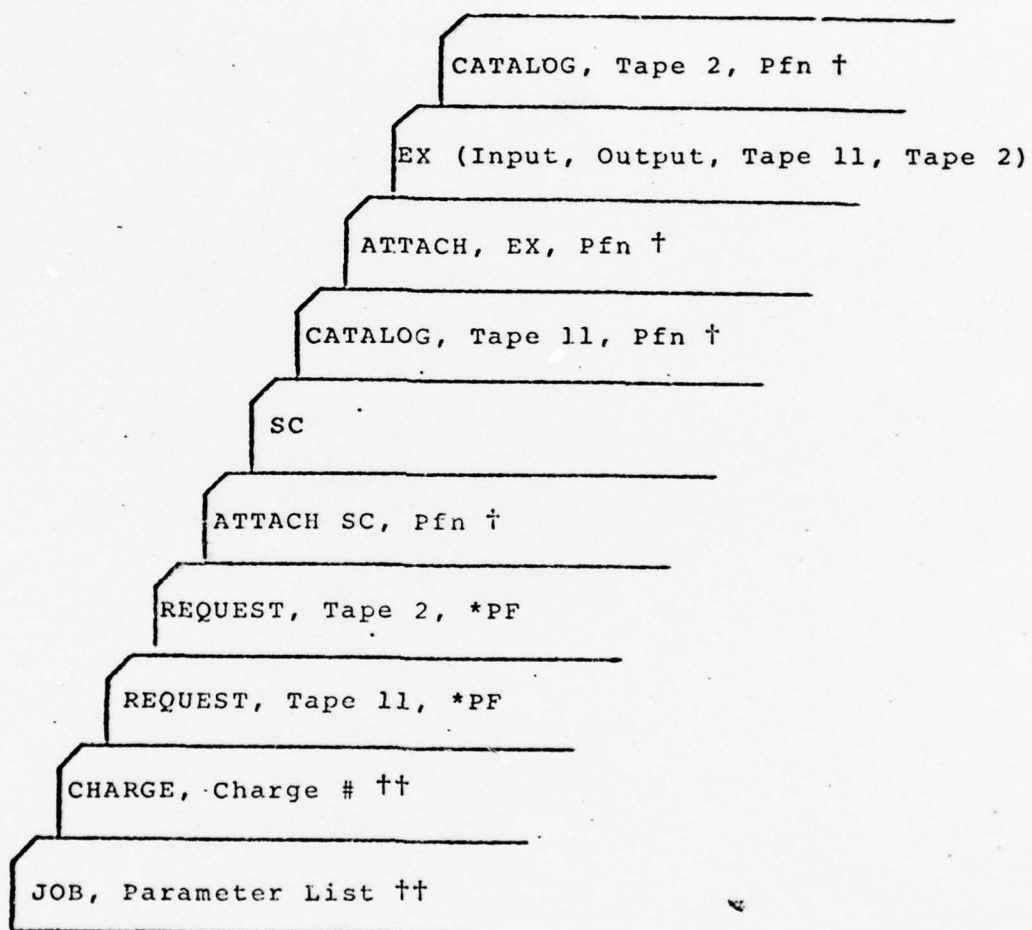 CATALOG, Tape 2, Pfn †
EX (Input, Output, Tape 11, Tape 2)
ATTACH, EX, Pfn †
CATALOG, Tape 11, Pfn †
SC
ATTACH SC, Pfn †
REQUEST, Tape 2, *PF
REQUEST, Tape 11, *PF
CHARGE, Charge # ††
JOB, Parameter List ††